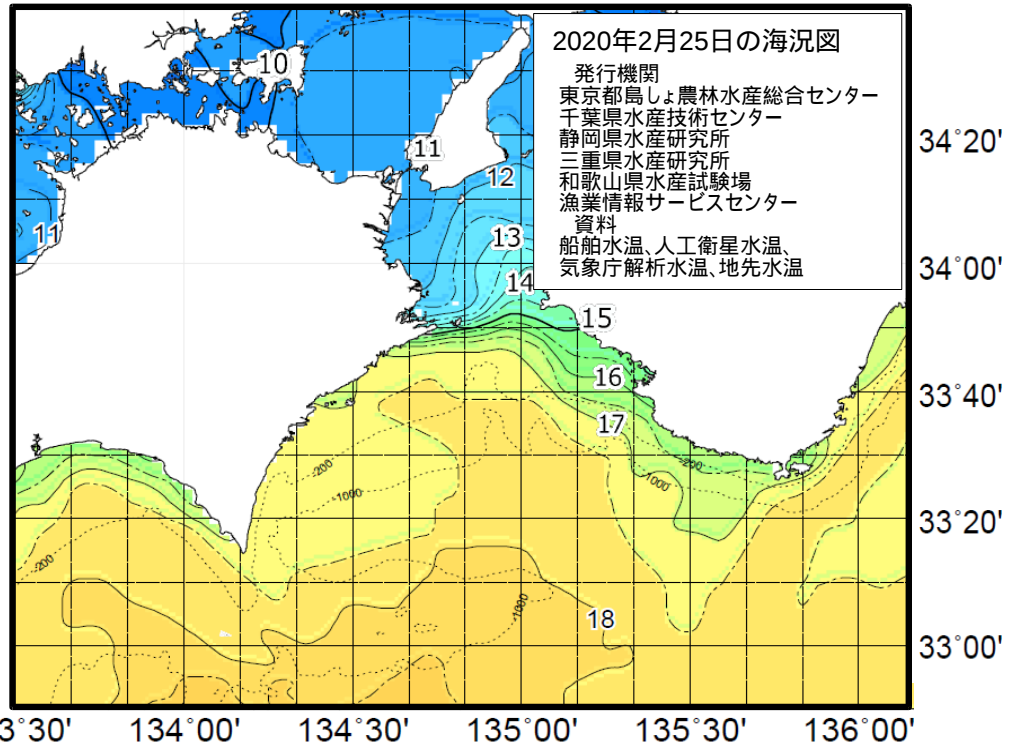 2020年2月25日の海況図
発行機関
東京都島しょ農林水産総合センター
千葉県水産技術センター
静岡県水産研究所
三重県水産研究所
和歌山県水産試験場
漁業情報サービスセンター
資料
船舶水温、人工衛星水温、
気象庁解析水温、地先水温
10
11
12
11
13
14
15
16
17
18
-200
-1000
-200
-1000
-200
-1000
34°20'
34°00'
33°40'
33°20'
33°00'
3°30'
134°00'
134°30'
135°00'
135°30'
136°00'